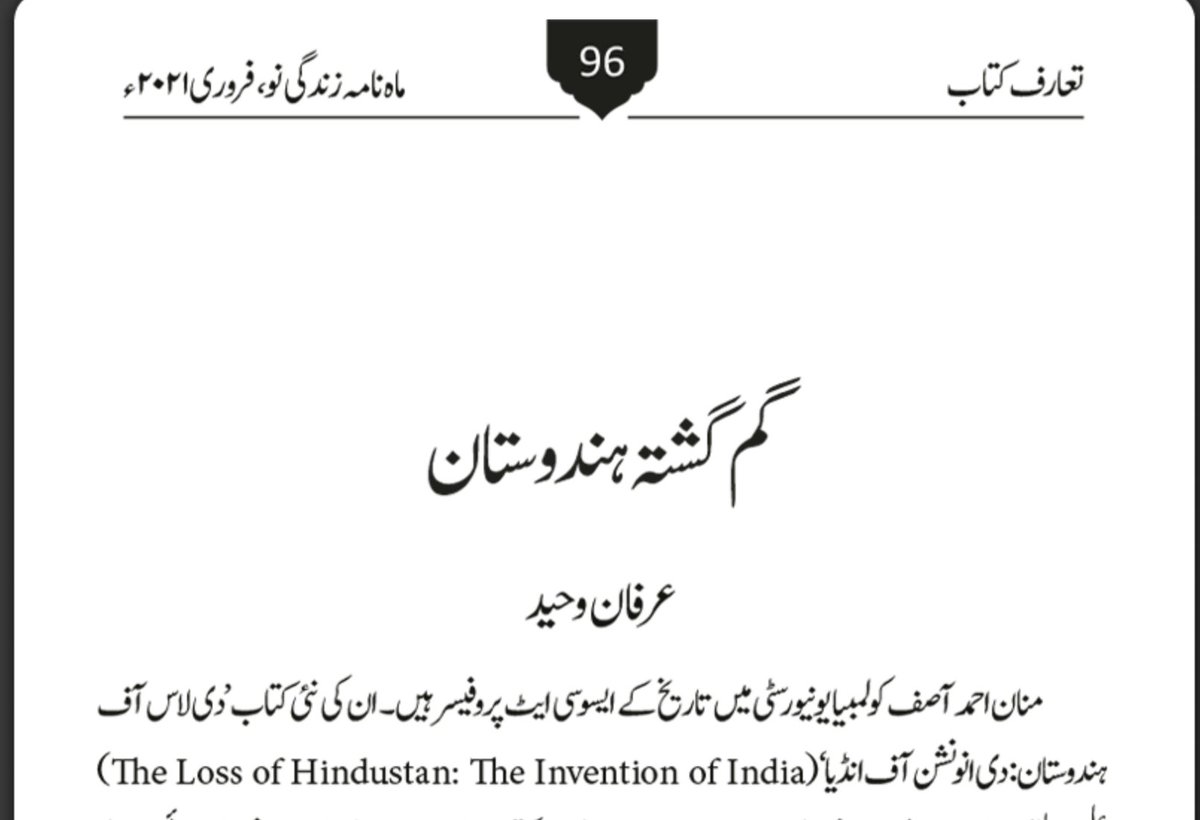 تعارف کتاب
96
ماہ نامہ زندگی نو، فروری ۲۰۲۱ء
گم گشتہ ہندوستان
عرفان وحید
منان احمد آصف کولمبیا یونیورسٹی میں تاریخ کے ایسوسی ایٹ پروفیسر ہیں۔ ان کی نئی کتاب ’دی لاس آف
ہندوستان: دی انونشن آف انڈیا‘ (The Loss of Hindustan: The Invention of India)